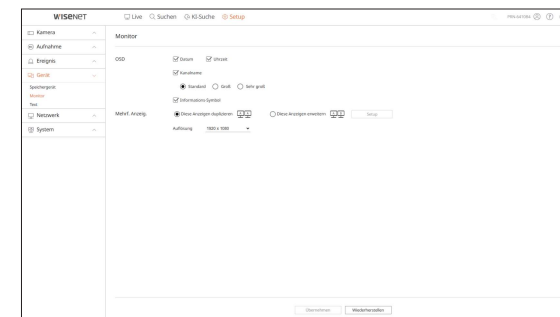 WISENET
Live Suchen KI-Suche Setup
Kamera
Aufnahme
Ereignis
Gerät
Speichergerät
Monitor
Text
Netzwerk
System
Monitor
OSD
Datum Uhrzeit
Kanalname
Standard Groß Sehr groß
Informations Symbol
Mehrf. Anzeig.
Diese Anzeigen duplizieren Diese Anzeigen erweitern Setup
Auflösung 1920 x 1080
Übernehmen Wiederherstellen